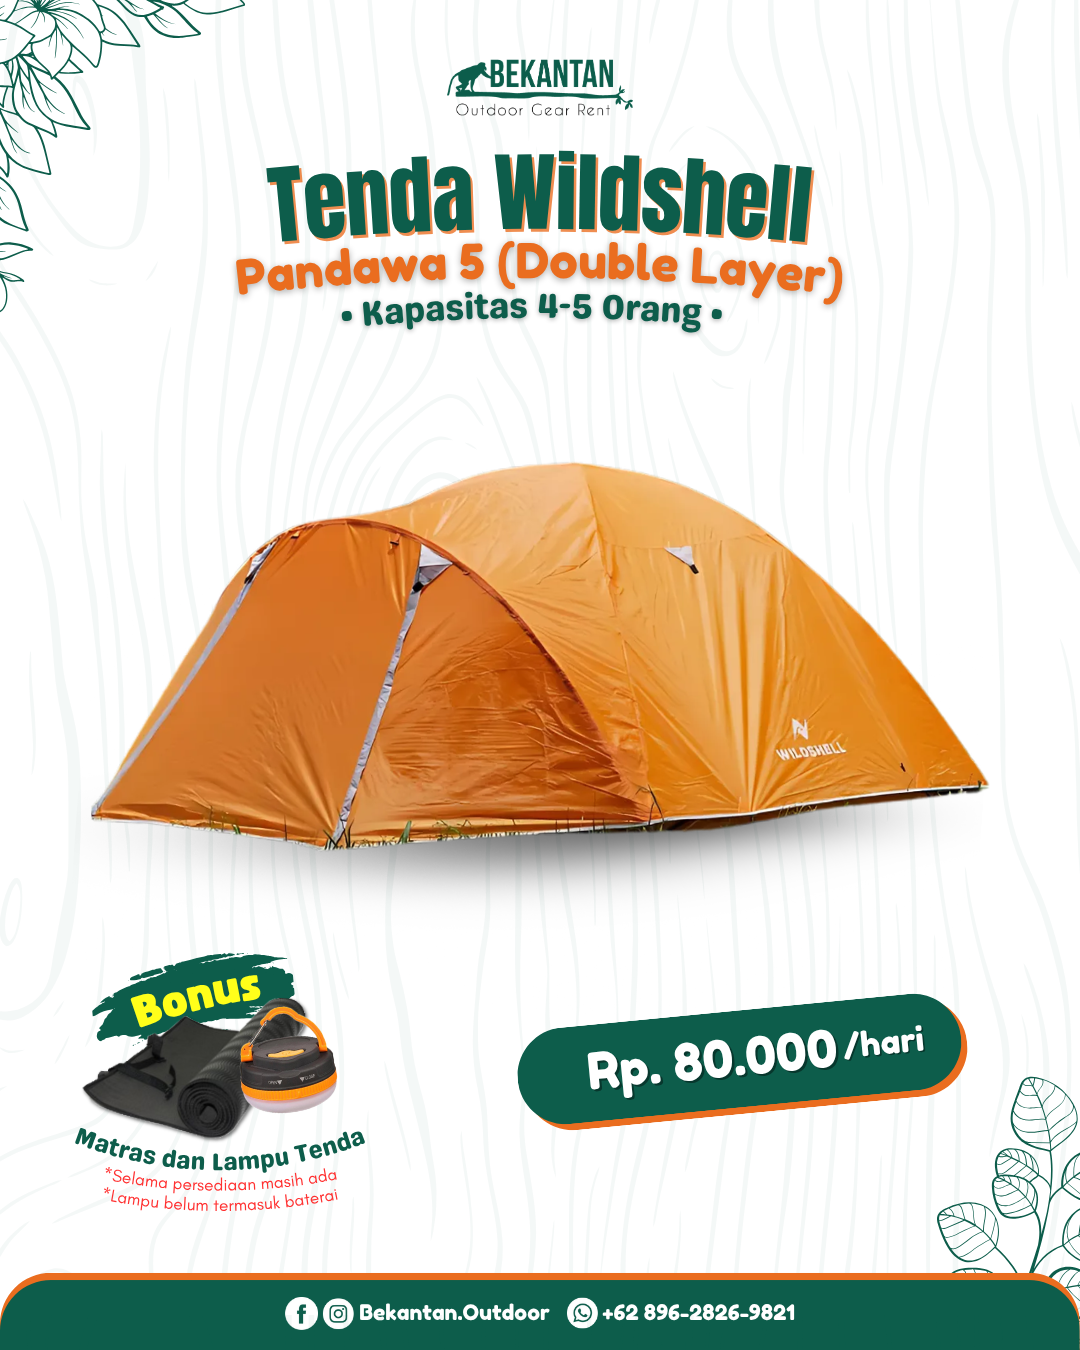 BEKANTAN
Outdoor Gear Rent
Tenda Wildshell
Pandawa 5 (Double Layer)
• Kapasitas 4-5 Orang •
WILDSHELL
Bonus
Matras dan Lampu Tenda
*Selama persediaan masih ada
*Lampu belum termasuk baterai
Rp. 80.000 /hari
Bekantan.Outdoor +62 896-2826-9821